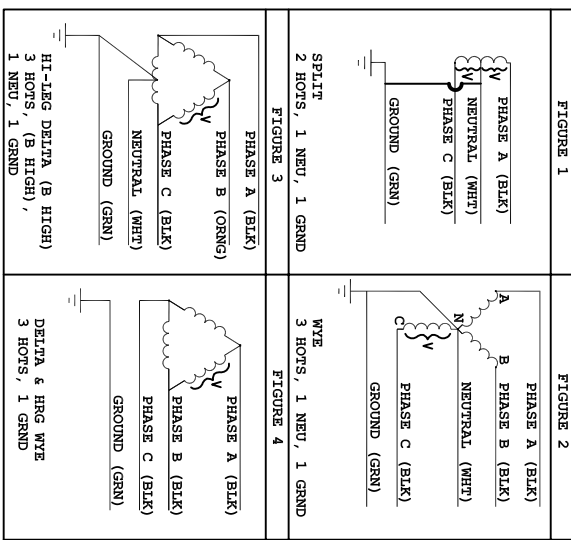 FIGURE 1
PHASE A (BLK)
NEUTRAL (WHT)
PHASE C (BLK)
GROUND (GRN)
V
V
SPLIT
2 HOTS, 1 NEU, 1 GRND
FIGURE 2
A
B
C
N
V
PHASE A (BLK)
PHASE B (BLK)
NEUTRAL (WHT)
PHASE C (BLK)
GROUND (GRN)
WYE
3 HOTS, 1 NEU, 1 GRND
FIGURE 3
V
PHASE A (BLK)
PHASE B (ORNG)
PHASE C (BLK)
NEUTRAL (WHT)
GROUND (GRN)
HI-LEG DELTA (B HIGH)
3 HOTS, (B HIGH),
1 NEU, 1 GRND
FIGURE 4
V
PHASE A (BLK)
PHASE B (BLK)
PHASE C (BLK)
GROUND (GRN)
DELTA & HRG WYE
3 HOTS, 1 GRND